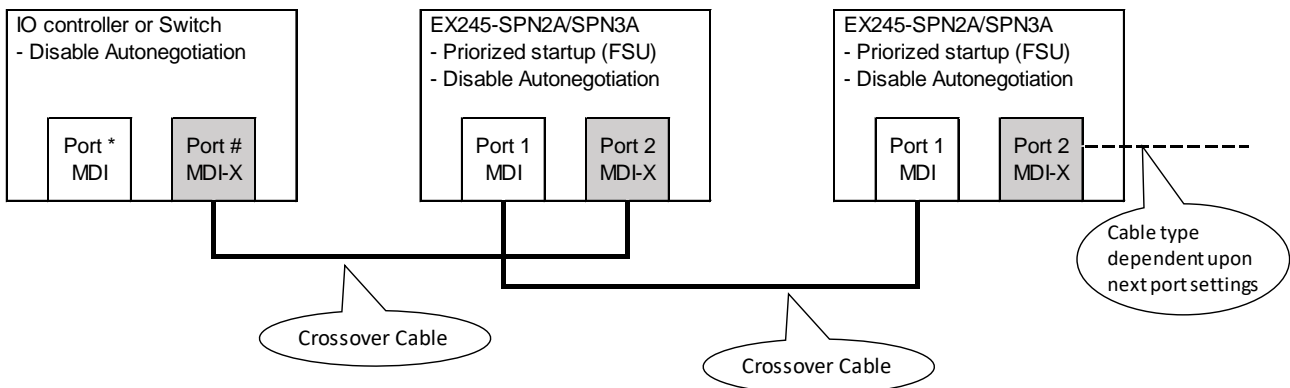 IO controller or Switch
- Disable Autonegotiation
Port *
MDI
Port #
MDI-X
EX245-SPN2A/SPN3A
- Priorized startup (FSU)
- Disable Autonegotiation
Port 1
MDI
Port 2
MDI-X
EX245-SPN2A/SPN3A
- Priorized startup (FSU)
- Disable Autonegotiation
Port 1
MDI
Port 2
MDI-X
Cable type
dependent upon
next port settings
Crossover Cable
Crossover Cable